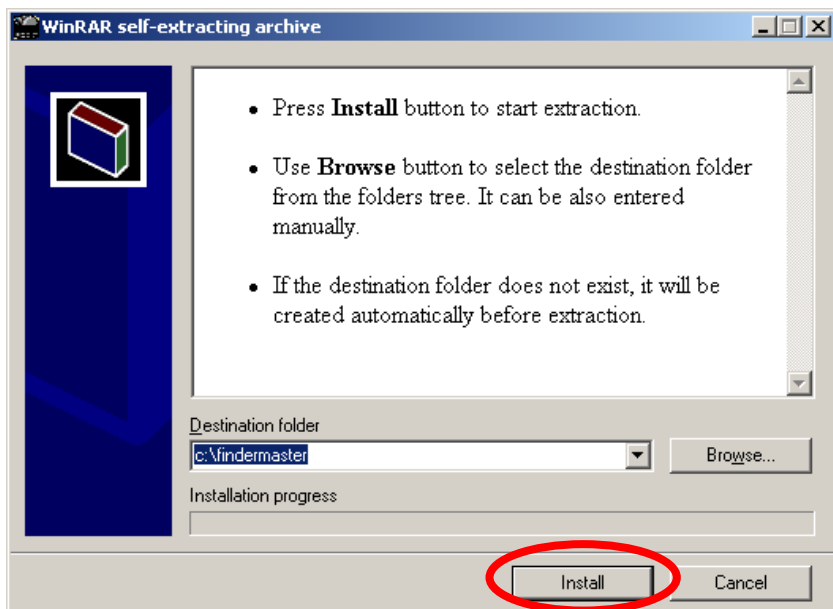 WinRAR self-extracting archive
• Press Install button to start extraction.
• Use Browse button to select the destination folder
from the folders tree. It can be also entered
manually.
• If the destination folder does not exist, it will be
created automatically before extraction.
Destination folder
c:\findermaster
Browse...
Installation progress
Install
Cancel